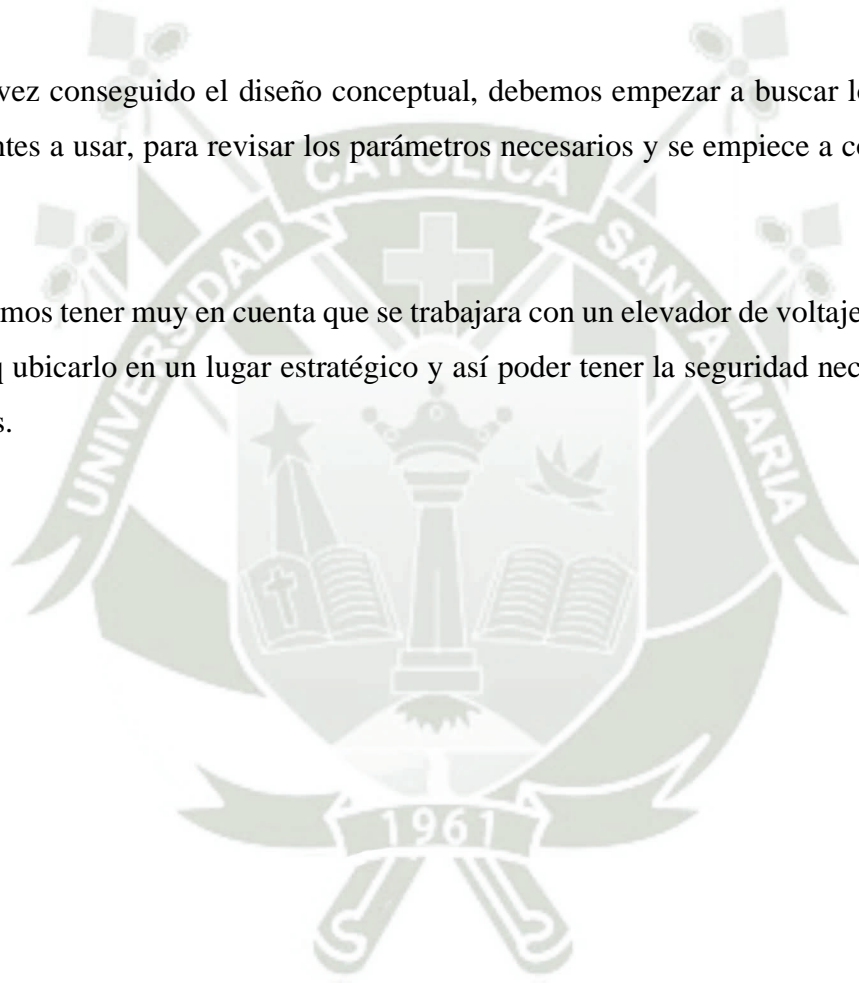 vez conseguido el diseño conceptual, debemos empezar a buscar l
ntes a usar, para revisar los parámetros necesarios y se empiece a c
CATOLICA
UNIVERSIDAD
SANTA MARIA
mos tener muy en cuenta que se trabajara con un elevador de voltaje
q ubicarlo en un lugar estratégico y así poder tener la seguridad nec
s.
1961